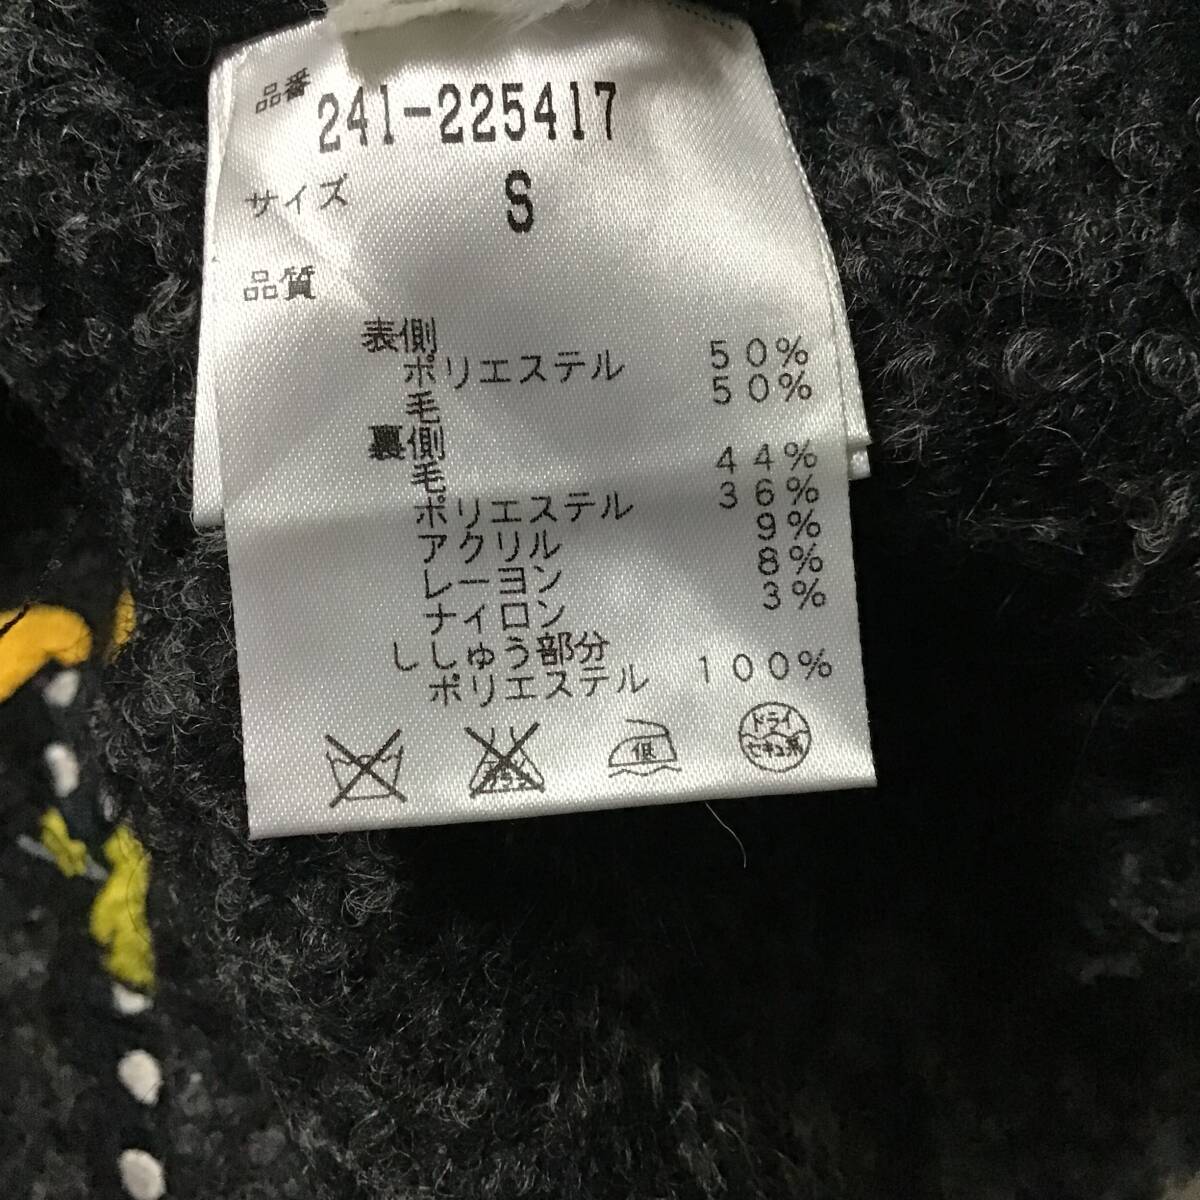 品番 241-225417
サイズ S
品質
表側
ポリエステル 50%
毛 50%
裏側
毛 44%
ポリエステル 36%
アクリル 9%
レーヨン 8%
ナイロン 3%
ししゅう部分
ポリエステル 100%
低 ドライ
セキユ系